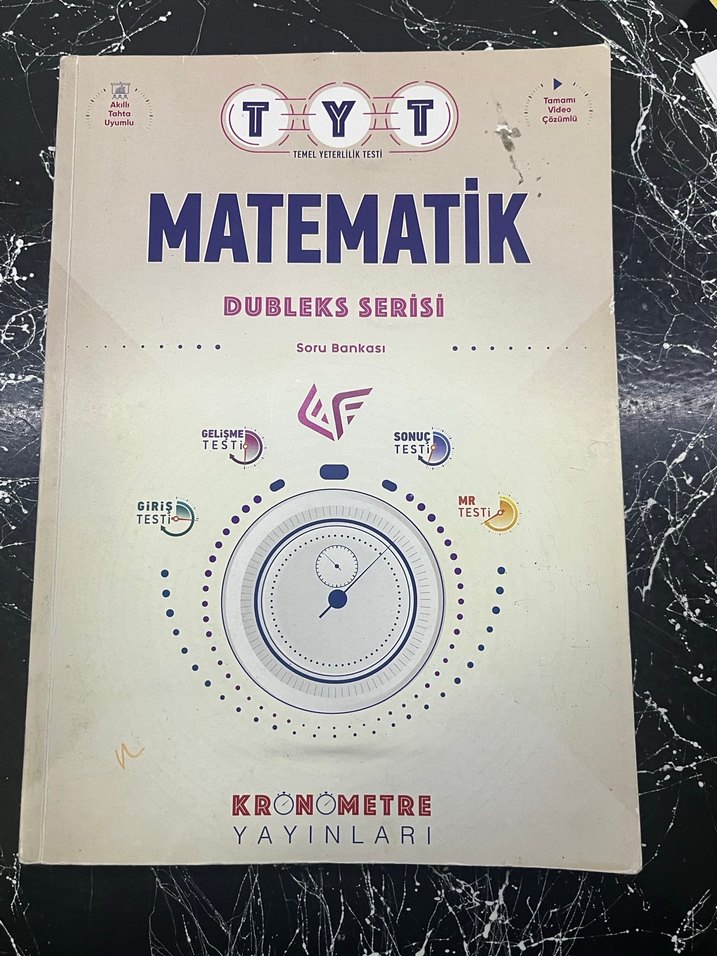 Akıllı
Tahta
Uyumlu
TYT
TEMEL YETERLİLİK TESTİ
Tamamı
Video
Çözümlü
MATEMATİK
DUBLEKS SERİSİ
Soru Bankası
GELİŞME
TESTİ
SONUÇ
TESTİ
GİRİŞ
TESTİ
MR
TESTİ
KRONOMETRE
YAYINLARI